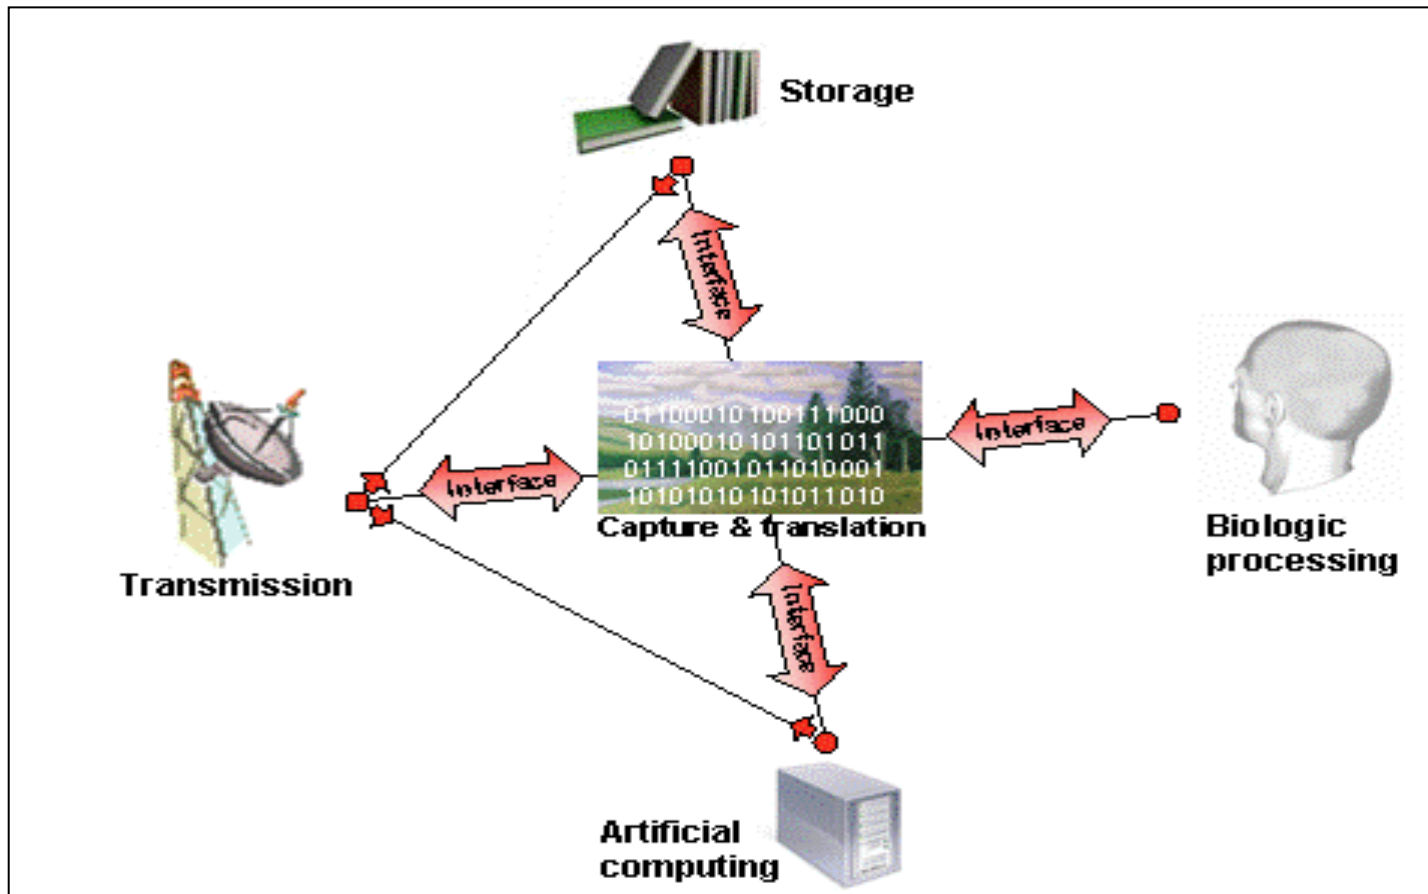 Storage
Interface
01100010 100111000
10100010 101101011
01111001011010001
10101010 101011010
Interface
Interface
Capture & translation
Biologic
processing
Transmission
Interface
Artificial
computing